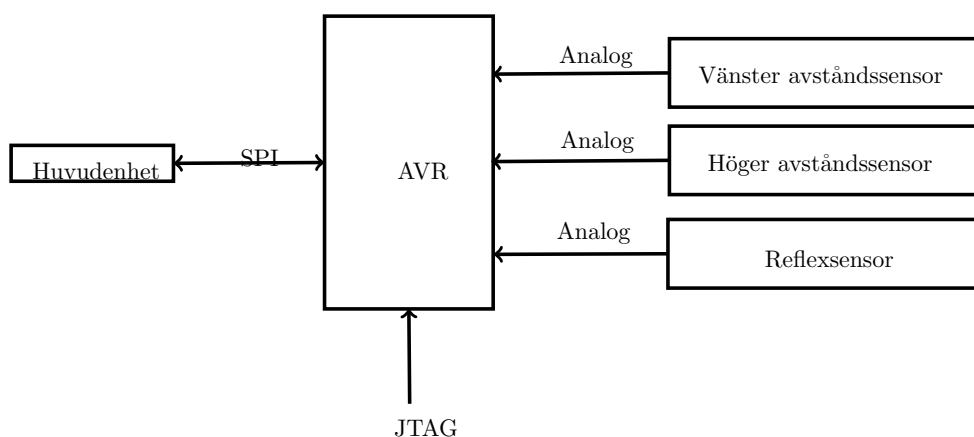 Analog
Vänster avståndssensor
Analog
Huvudenhet
SPI
AVR
Höger avståndssensor
Analog
Reflexsensor
JTAG